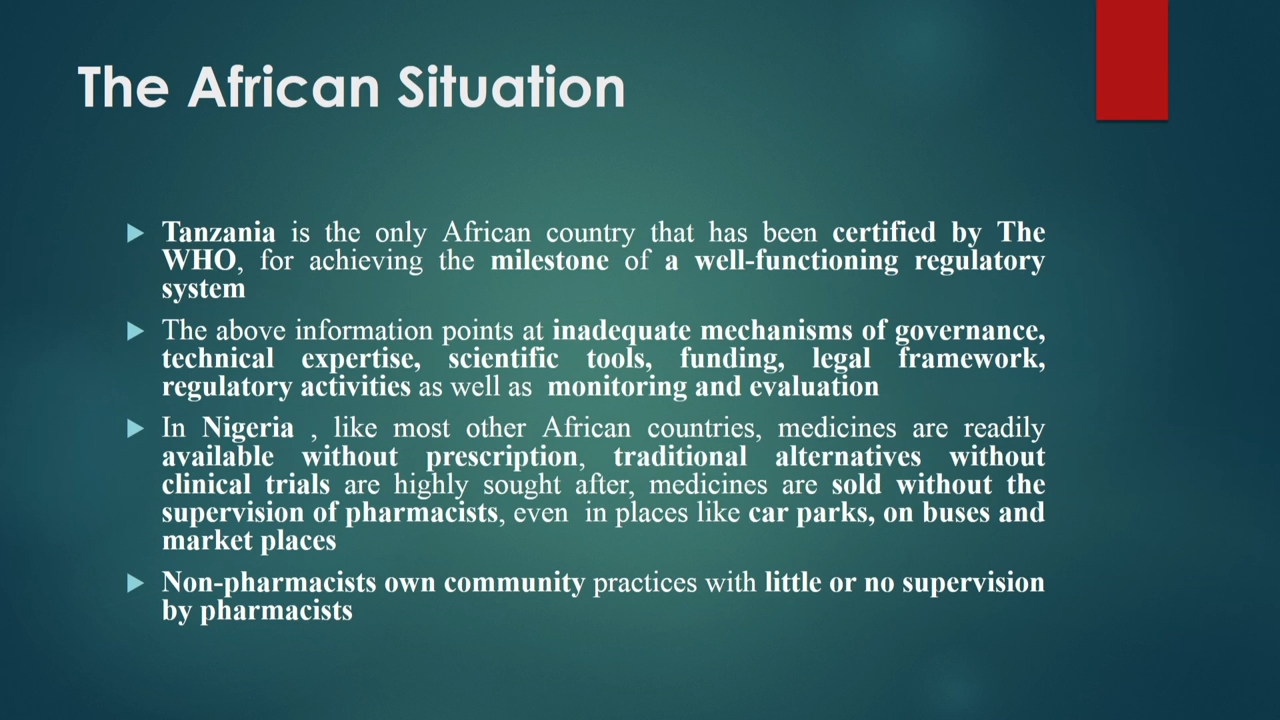 The African Situation
Tanzania is the only African country that has been certified by The
WHO, for achieving the milestone of a well-functioning regulatory
system
The above information points at inadequate mechanisms of governance,
technical expertise, scientific tools, funding, legal framework,
regulatory activities as well as monitoring and evaluation
In Nigeria , like most other African countries, medicines are readily
available without prescription, traditional alternatives without
clinical trials are highly sought after, medicines are sold without the
supervision of pharmacists, even in places like car parks, on buses and
market places
Non-pharmacists own community practices with little or no supervision
by pharmacists